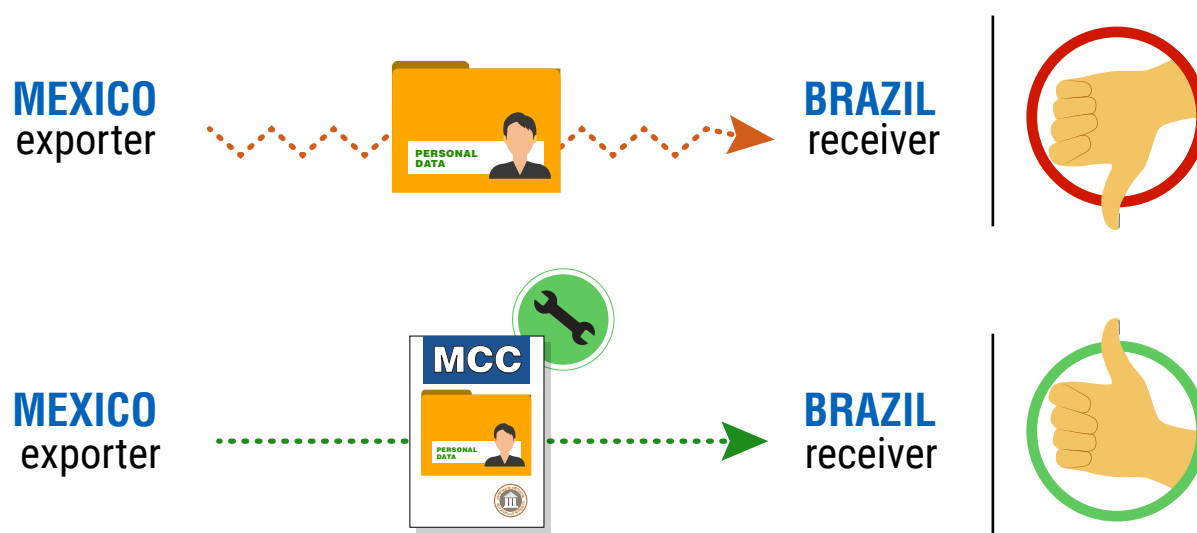 MEXICO
exporter
PERSONAL
DATA
BRAZIL
receiver
MCC
MEXICO
exporter
PERSONAL
DATA
BRAZIL
receiver